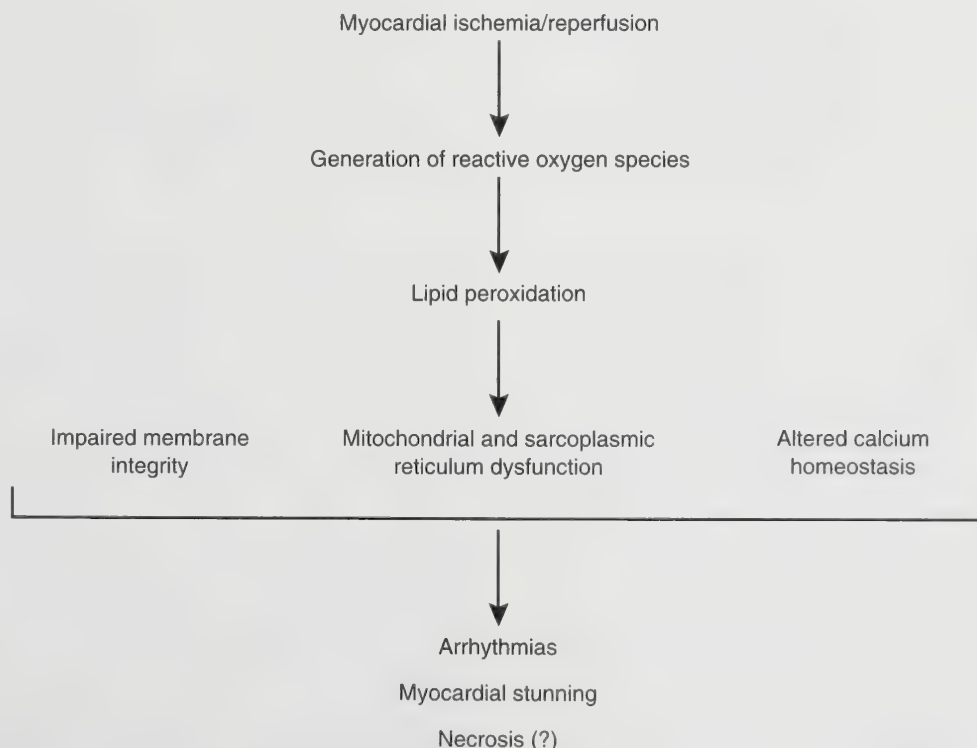 Myocardial ischemia/reperfusion
Generation of reactive oxygen species
Lipid peroxidation
Impaired membrane
integrity
Mitochondrial and sarcoplasmic
reticulum dysfunction
Altered calcium
homeostasis
Arrhythmias
Myocardial stunning
Necrosis (?)